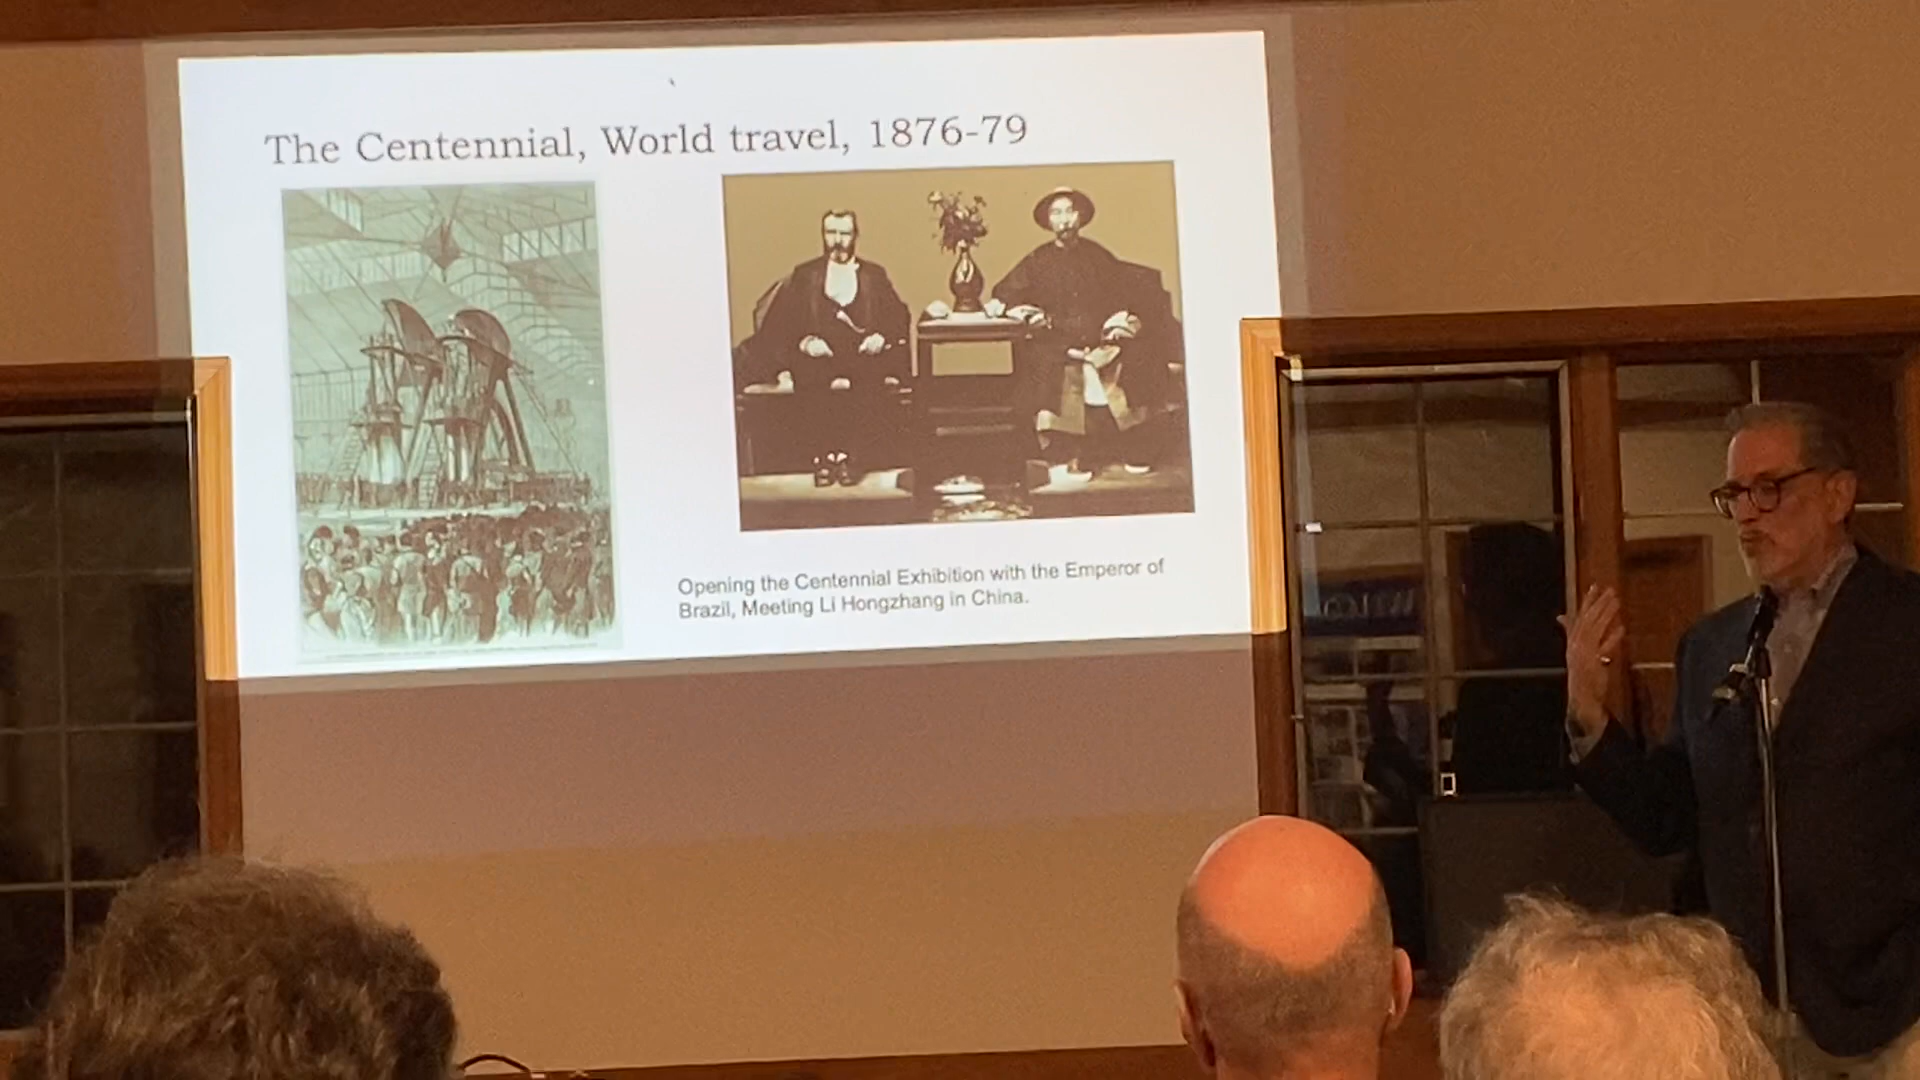 The Centennial, World travel, 1876-79
Opening the Centennial Exhibition with the Emperor of
Brazil, Meeting Li Hongzhang in China.